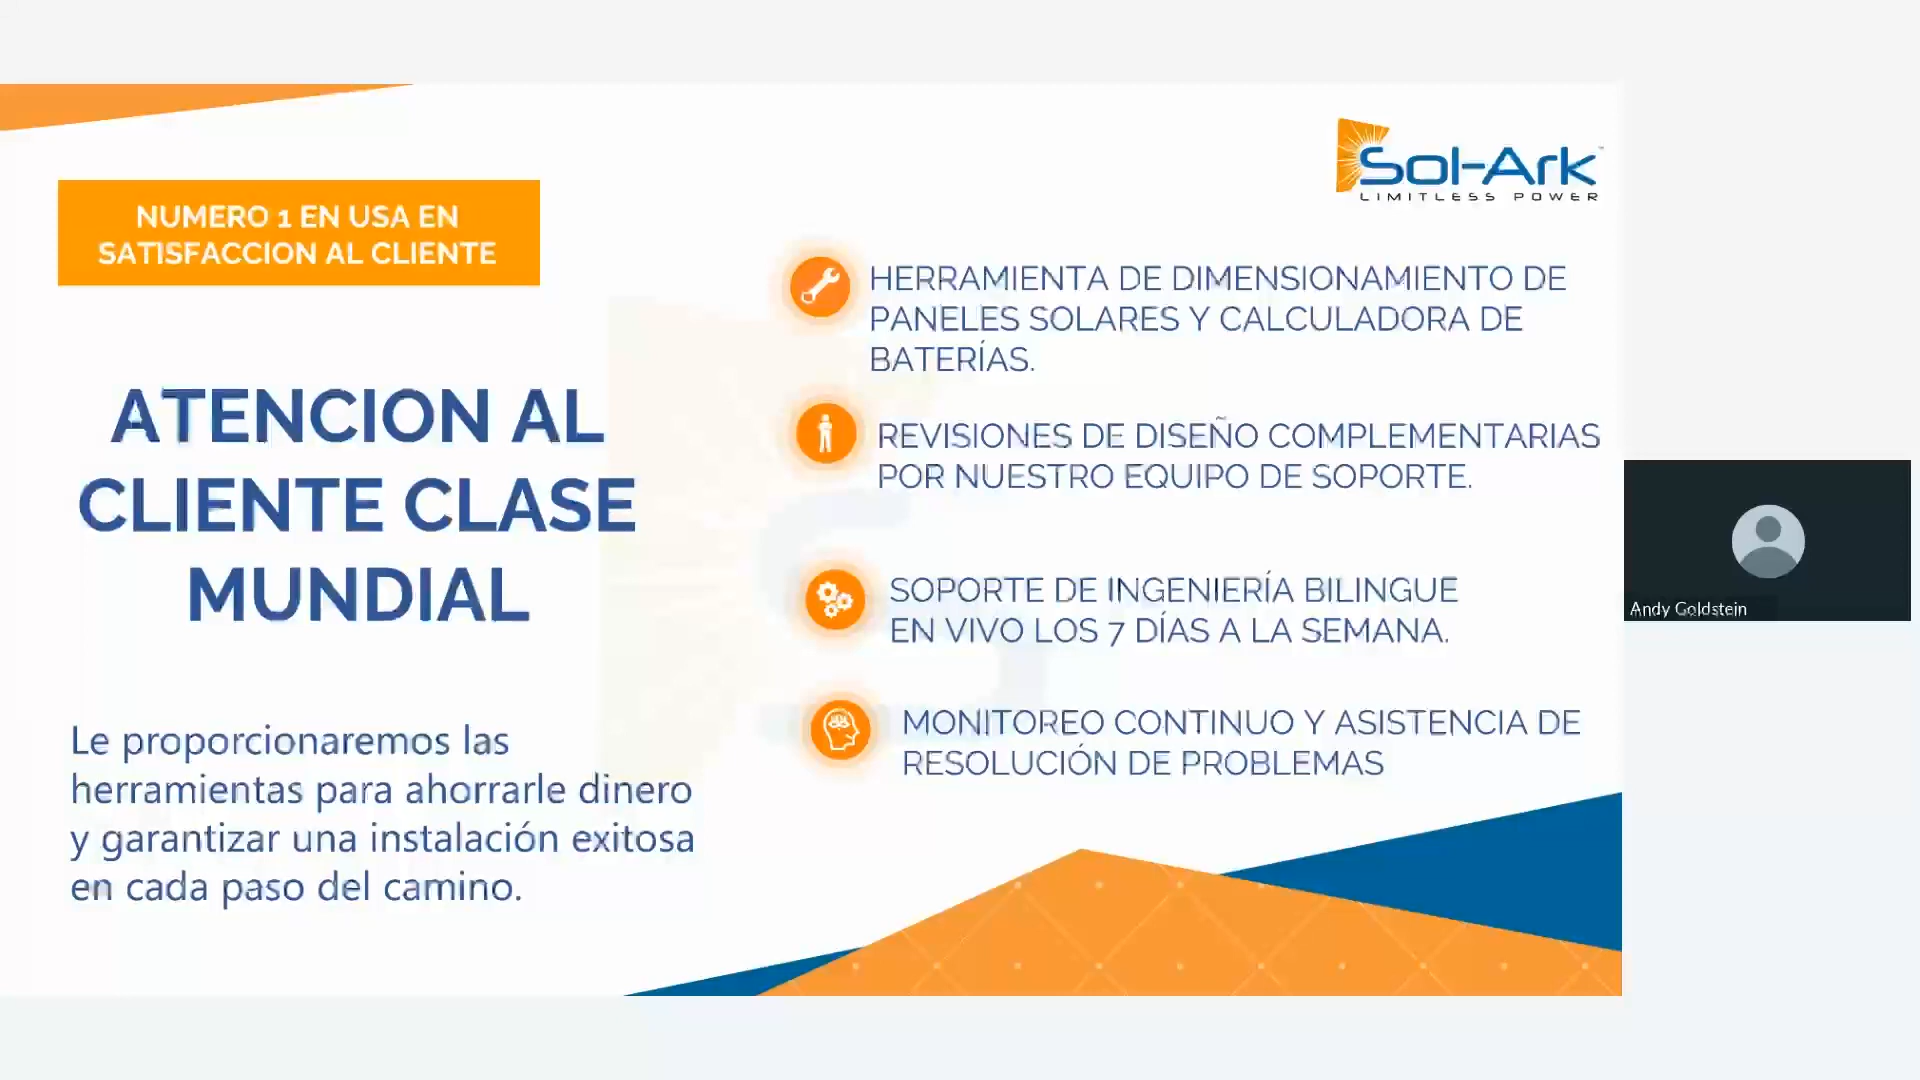 Sol-Ark
LIMITLESS POWER
NUMERO 1 EN USA EN
SATISFACCION AL CLIENTE
ATENCION AL
CLIENTE CLASE
MUNDIAL
Le proporcionaremos las
herramientas para ahorrarle dinero
y garantizar una instalación exitosa
en cada paso del camino.
HERRAMIENTA DE DIMENSIONAMIENTO DE
PANELES SOLARES Y CALCULADORA DE
BATERÍAS.
REVISIONES DE DISEÑO COMPLEMENTARIAS
POR NUESTRO EQUIPO DE SOPORTE.
SOPORTE DE INGENIERÍA BILINGUE
EN VIVO LOS 7 DÍAS A LA SEMANA.
MONITOREO CONTINUO Y ASISTENCIA DE
RESOLUCIÓN DE PROBLEMAS
Andy Goldstein